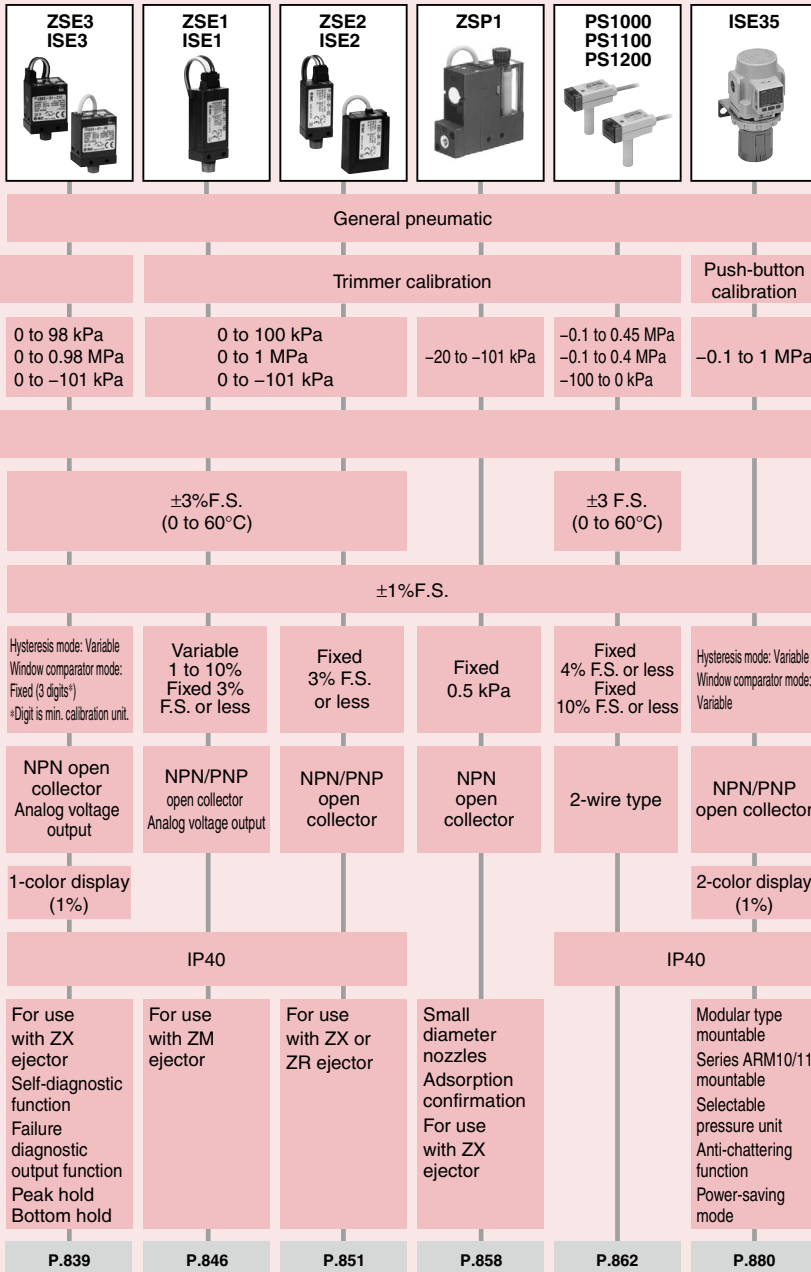 ZSE3
ISE3
ZSE1
ISE1
ZSE2
ISE2
ZSP1
PS1000
PS1100
PS1200
ISE35
General pneumatic
Trimmer calibration
Push-button
calibration
0 to 98 kPa
0 to 0.98 MPa
0 to –101 kPa
0 to 100 kPa
0 to 1 MPa
0 to –101 kPa
–20 to –101 kPa
–0.1 to 0.45 MPa
–0.1 to 0.4 MPa
–100 to 0 kPa
–0.1 to 1 MPa
±3%F.S.
(0 to 60°C)
±3 F.S.
(0 to 60°C)
±1%F.S.
Hysteresis mode: Variable
Window comparator mode:
Fixed (3 digits*)
*Digit is min. calibration unit.
Variable
1 to 10%
Fixed 3%
F.S. or less
Fixed
3% F.S.
or less
Fixed
0.5 kPa
Fixed
4% F.S. or less
Fixed
10% F.S. or less
Hysteresis mode: Variable
Window comparator mode:
Variable
NPN open
collector
Analog voltage
output
NPN/PNP
open collector
Analog voltage output
NPN/PNP
open
collector
NPN
open
collector
2-wire type
NPN/PNP
open collector
1-color display
(1%)
2-color display
(1%)
IP40
IP40
For use
with ZX
ejector
Self-diagnostic
function
Failure
diagnostic
output function
Peak hold
Bottom hold
For use
with ZM
ejector
For use
with ZX or
ZR ejector
Small
diameter
nozzles
Adsorption
confirmation
For use
with ZX
ejector
Modular type
mountable
Series ARM10/11
mountable
Selectable
pressure unit
Anti-chattering
function
Power-saving
mode
P.839
P.846
P.851
P.858
P.862
P.880